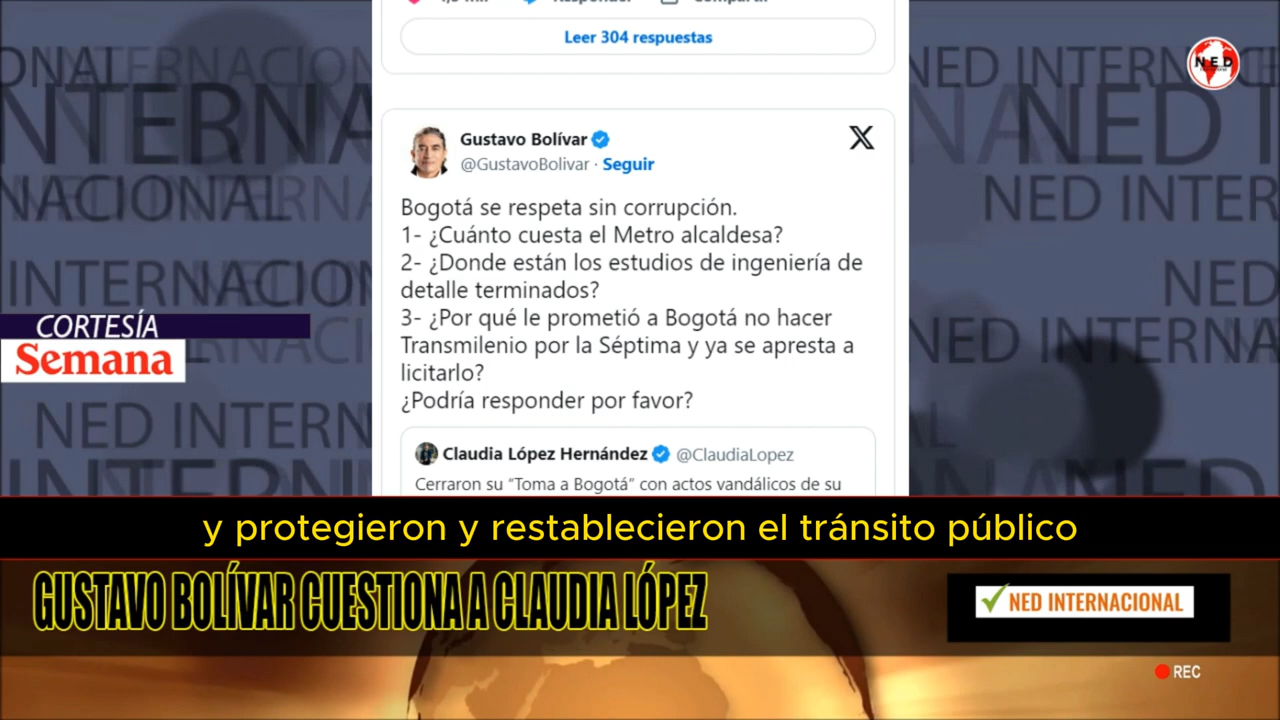 Leer 304 respuestas
NED
Gustavo Bolívar
@GustavoBolivar · Seguir
Bogotá se respeta sin corrupción.
1- ¿Cuánto cuesta el Metro alcaldesa?
2- ¿Donde están los estudios de ingeniería de
detalle terminados?
3- ¿Por qué le prometió a Bogotá no hacer
Transmilenio por la Séptima y ya se apresta a
licitarlo?
¿Podría responder por favor?
Claudia López Hernández @ClaudiaLopez
Cerraron su “Toma a Bogotá” con actos vandálicos de su
CORTESÍA
Semana
y protegieron y restablecieron el tránsito público
GUSTAVO BOLÍVAR CUESTIONA A CLAUDIA LÓPEZ
NED INTERNACIONAL
REC